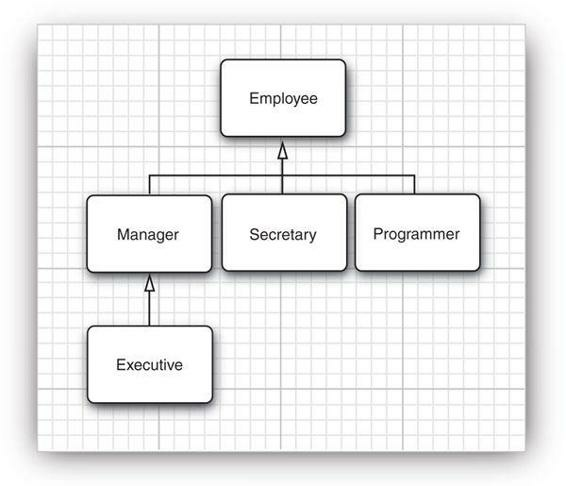 Employee
Manager
Secretary
Programmer
Executive